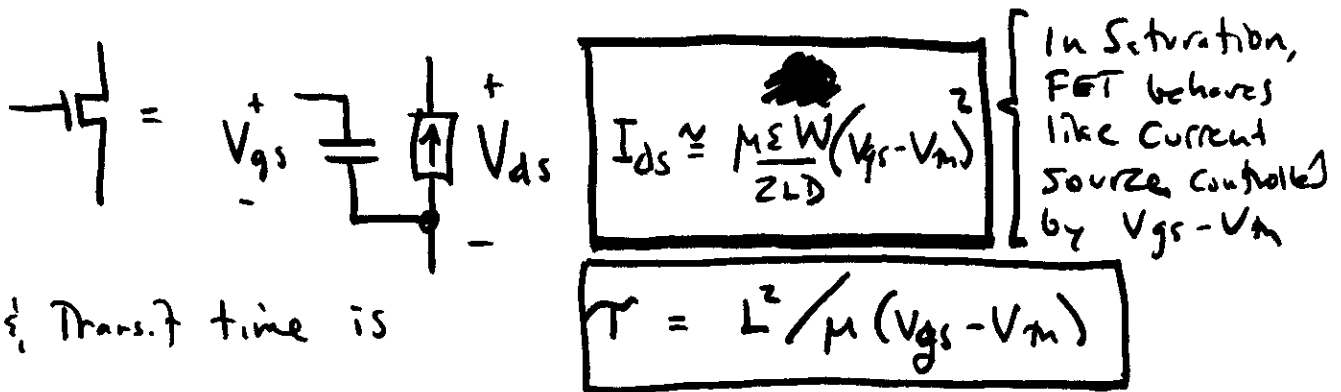 = V_gs + - V_ds + -
I_ds ≅ μεW/2LD (V_gs - V_th)²
In Saturation,
FET behaves
like Current
Source, controlled
by V_gs - V_th
& Transit time is τ = L²/μ(V_gs - V_th)